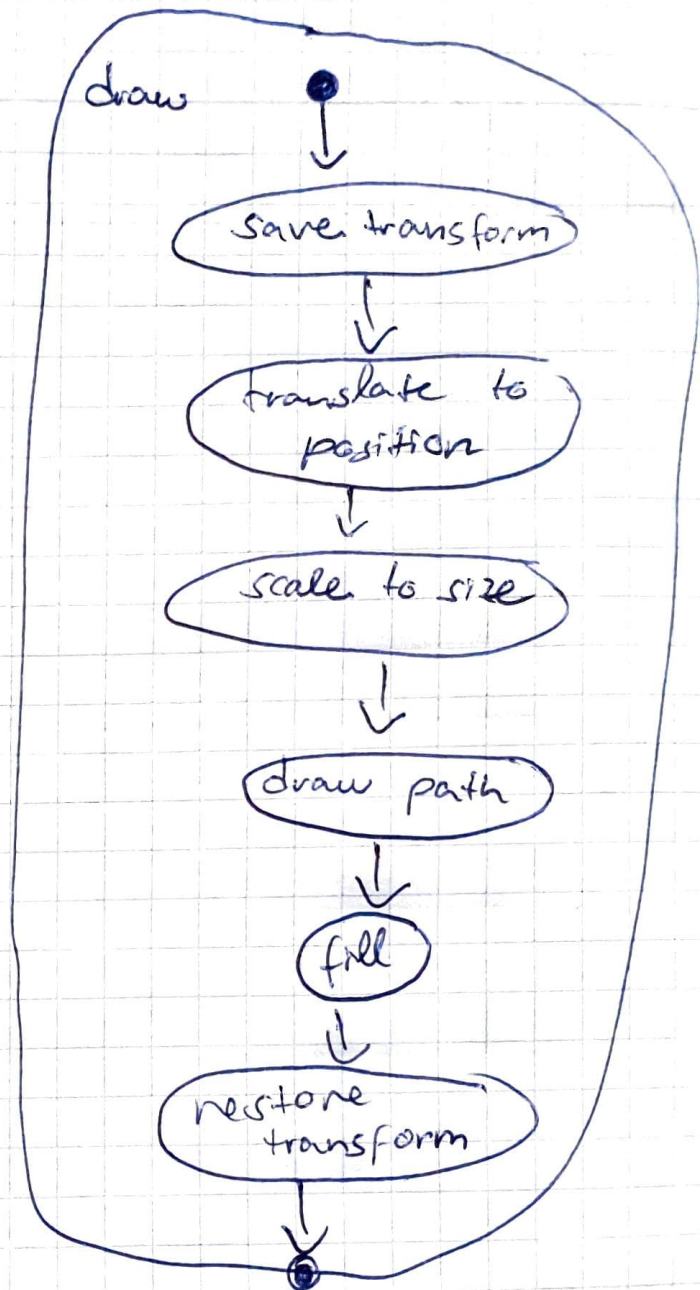 draw
save transform
translate to
position
scale to size
draw path
fill
restore
transform